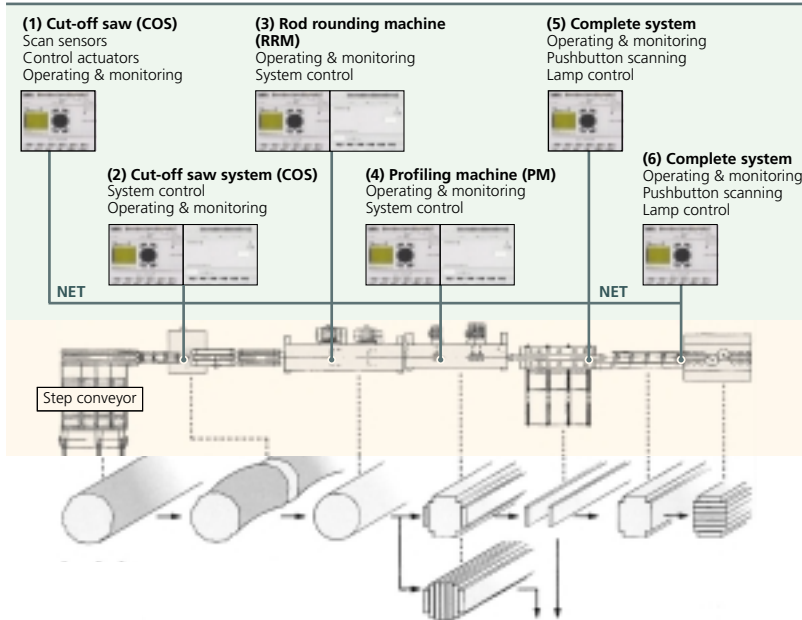 (1) Cut-off saw (COS)
Scan sensors
Control actuators
Operating & monitoring
(3) Rod rounding machine
(RRM)
Operating & monitoring
System control
(5) Complete system
Operating & monitoring
Pushbutton scanning
Lamp control
(2) Cut-off saw system (COS)
System control
Operating & monitoring
(4) Profiling machine (PM)
Operating & monitoring
System control
(6) Complete system
Operating & monitoring
Pushbutton scanning
Lamp control
NET
NET
Step conveyor